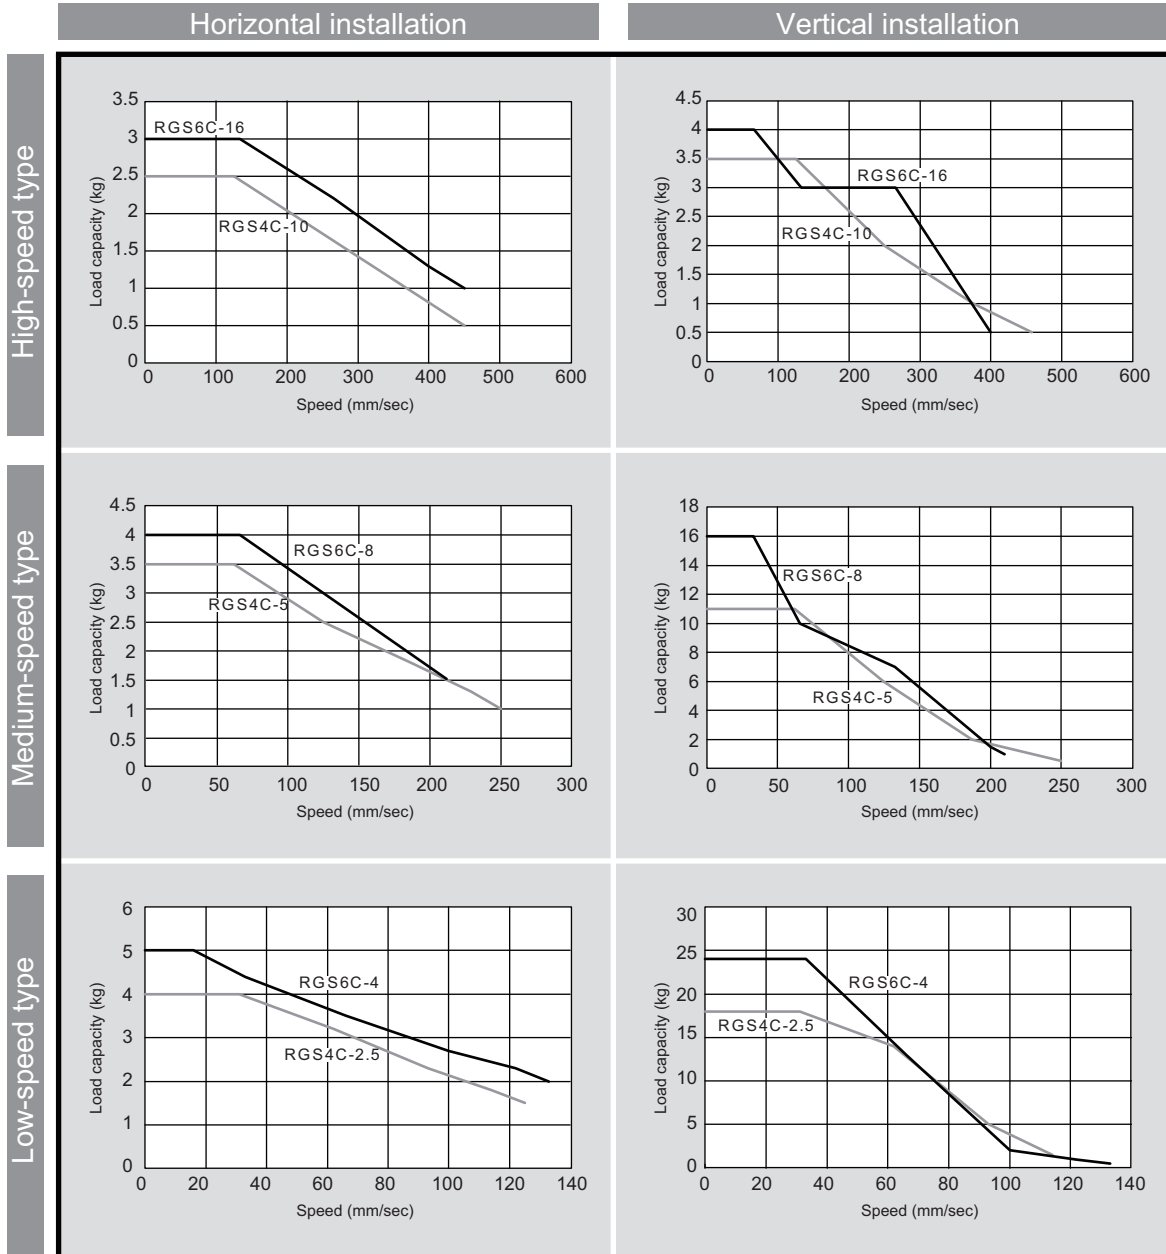 Horizontal installation
Vertical installation
High-speed type
3.5
3
2.5
2
1.5
1
0.5
0
Load capacity (kg)
RGS6C-16
RGS4C-10
0 100 200 300 400 500 600
Speed (mm/sec)
4.5
4
3.5
3
2.5
2
1.5
1
0.5
0
Load capacity (kg)
RGS6C-16
RGS4C-10
0 100 200 300 400 500 600
Speed (mm/sec)
Medium-speed type
4.5
4
3.5
3
2.5
2
1.5
1
0.5
0
Load capacity (kg)
RGS6C-8
RGS4C-5
0 50 100 150 200 250 300
Speed (mm/sec)
18
16
14
12
10
8
6
4
2
0
Load capacity (kg)
RGS6C-8
RGS4C-5
0 50 100 150 200 250 300
Speed (mm/sec)
Low-speed type
6
5
4
3
2
1
0
Load capacity (kg)
RGS6C-4
RGS4C-2.5
0 20 40 60 80 100 120 140
Speed (mm/sec)
30
25
20
15
10
5
0
Load capacity (kg)
RGS6C-4
RGS4C-2.5
0 20 40 60 80 100 120 140
Speed (mm/sec)